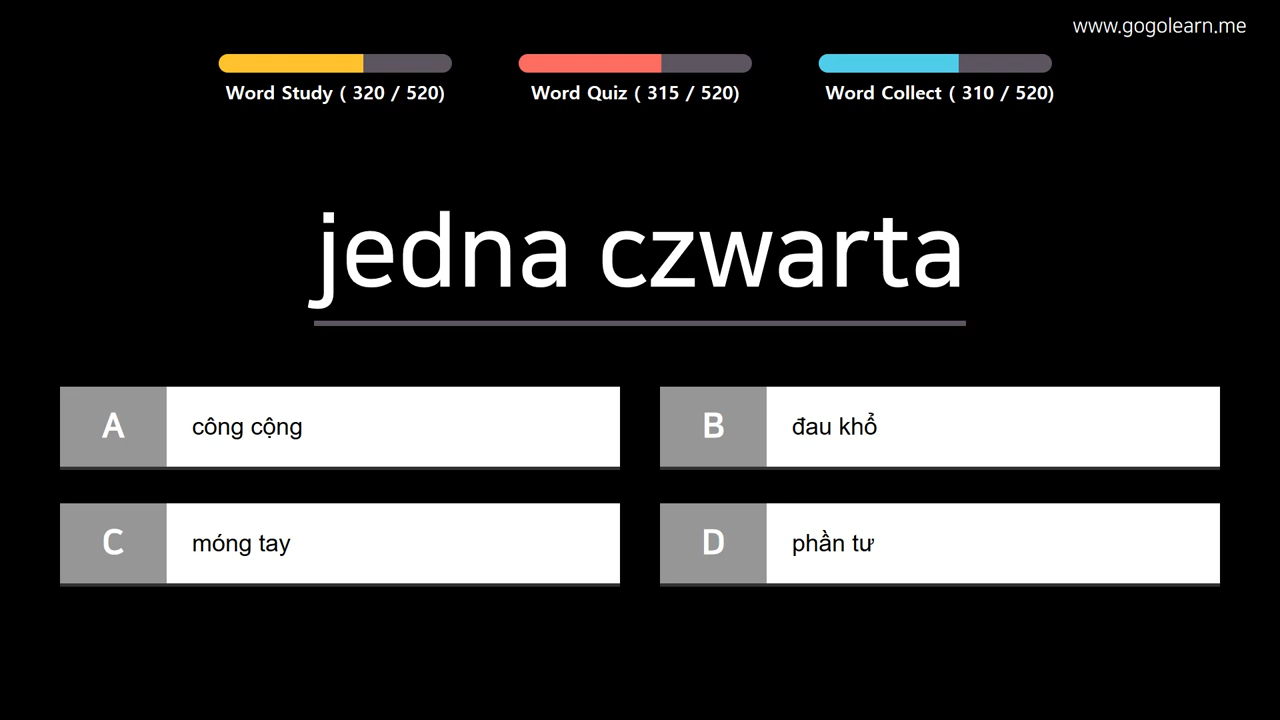 www.gogolearn.me
Word Study ( 320 / 520)
Word Quiz ( 315 / 520)
Word Collect ( 310 / 520)
jedna czwarta
A công cộng
B đau khổ
C móng tay
D phần tư